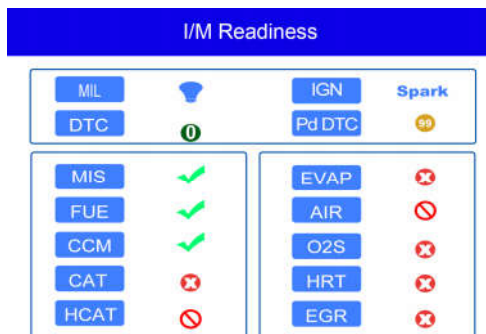 I/M Readiness
MIL IGN Spark
DTC 0 Pd DTC 99
MIS EVAP
FUE AIR
CCM O2S
CAT HRT
HCAT EGR